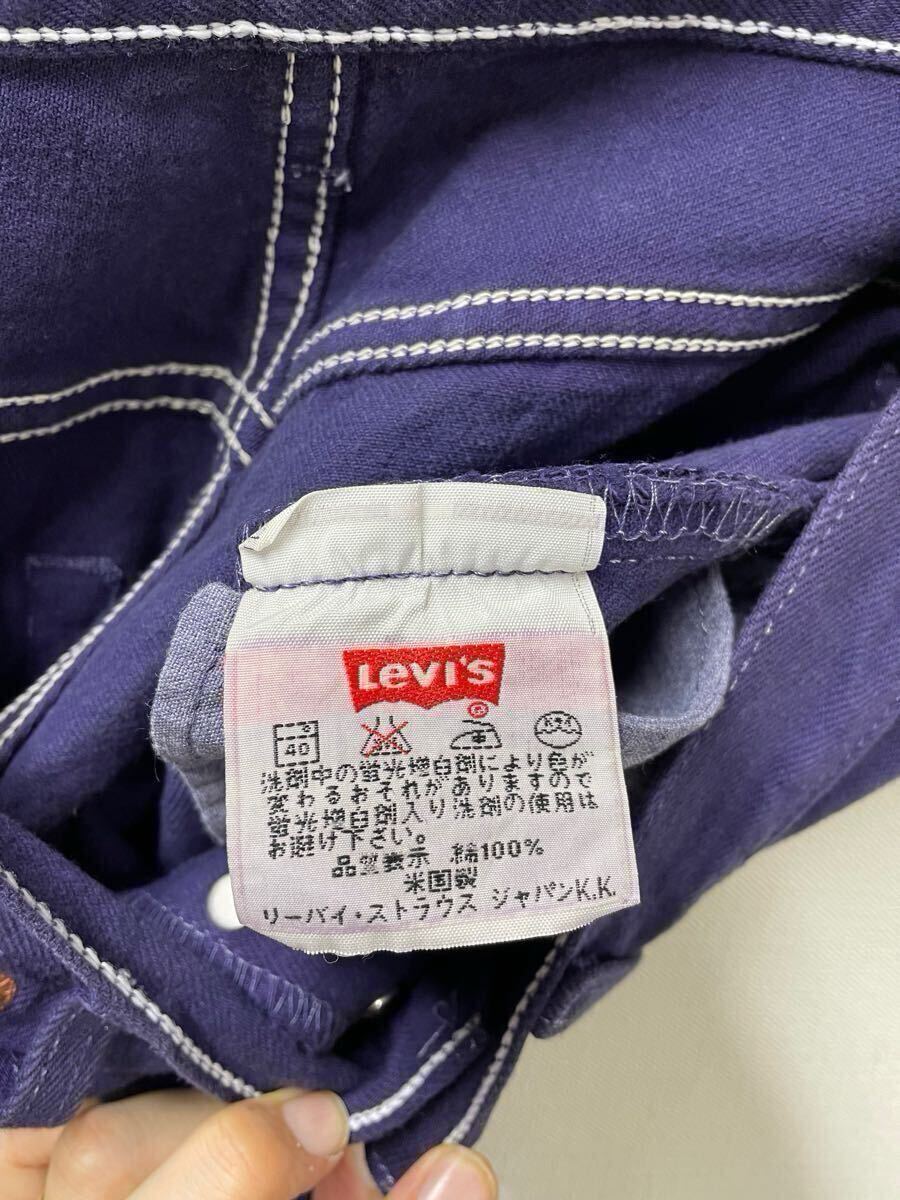 Levi's
®
40
洗剤中の蛍光増白剤により色が
変わるおそれがありますので
蛍光増白剤入り洗剤の使用は
お避け下さい。
品質表示 綿100%
米国製
リーバイ・ストラウス ジャパンK.K.